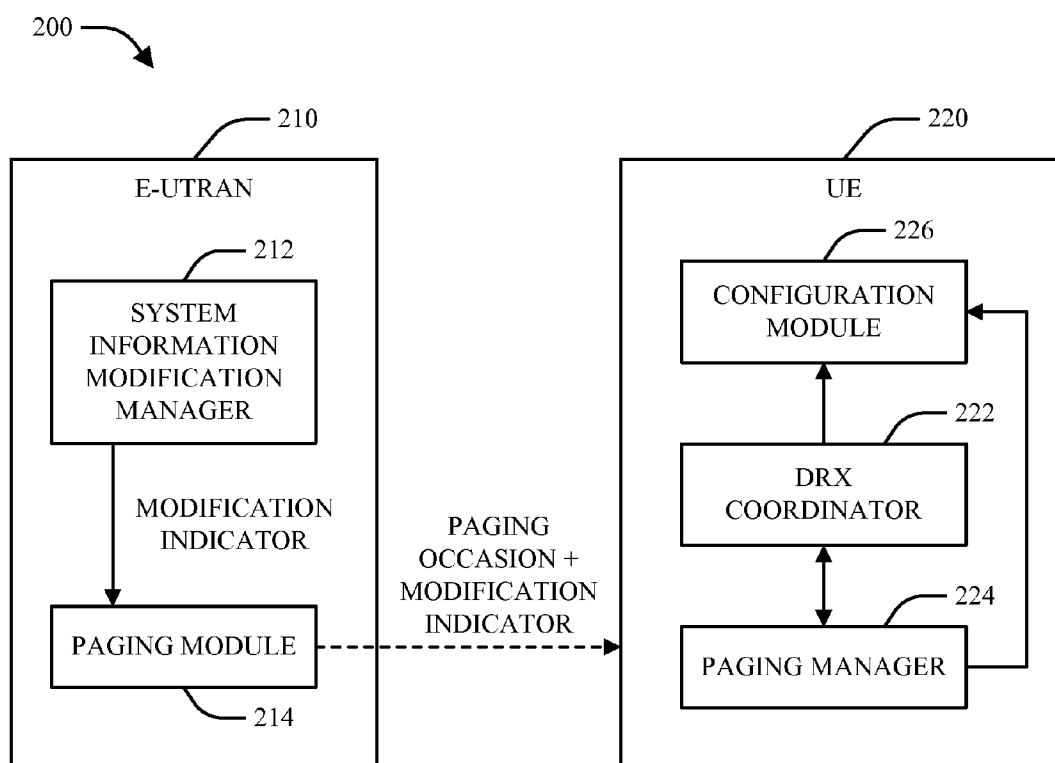 200
210
E-UTRAN
212
SYSTEM
INFORMATION
MODIFICATION
MANAGER
MODIFICATION
INDICATOR
PAGING MODULE
214
PAGING
OCCASION +
MODIFICATION
INDICATOR
220
UE
226
CONFIGURATION
MODULE
222
DRX
COORDINATOR
224
PAGING MANAGER